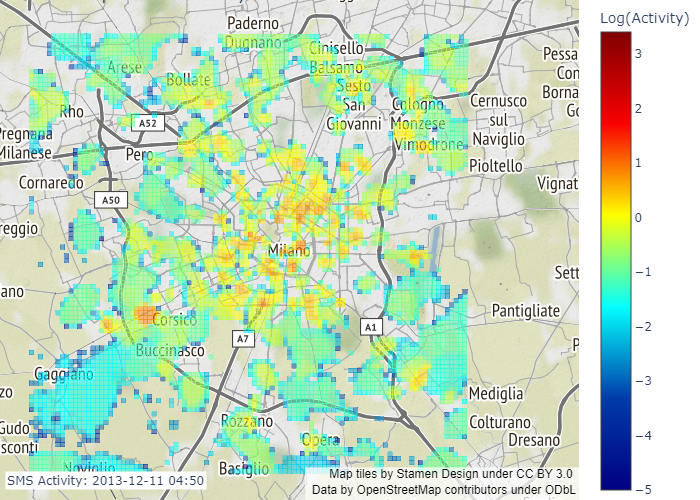 Log(Activity)
Paderno
Dugnano
Cinisello
Balsamo
Arese
Bollate
Sesto
San
Giovanni
Cologno
Monzese
Vimodrone
Cernusco
sul
Naviglio
Rho
A52
Pregnana
Milanese
Pero
Pioltello
Cornaredo
A50
Vignat
reggio
Milano
Sett
ano
Corsico
Pantigliate
A7
A1
Buccinasco
Gaggiano
Mediglia
zo
Rozzano
Colturano
Gudo
sconti
Opera
Dresano
Basiglio
Noviglio
Pessa
Con
Borna
Go
P
3
2
1
0
−1
−2
−3
−4
−5
SMS Activity: 2013-12-11 04:50
Map tiles by Stamen Design under CC BY 3.0
Data by OpenStreetMap contributors under ODbL